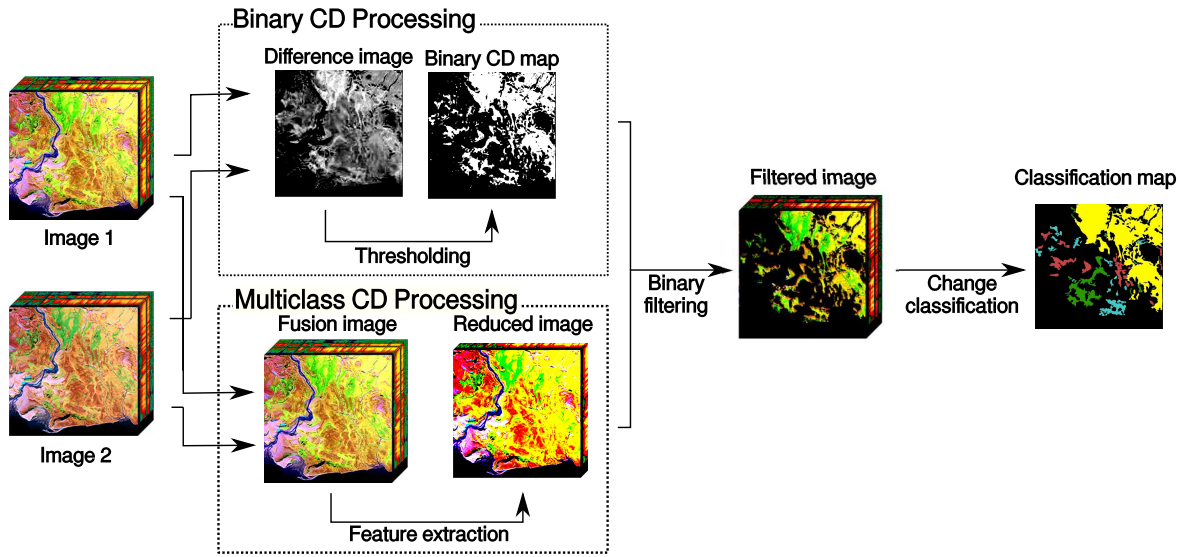 Binary CD Processing
Difference image
Binary CD map
Thresholding
Image 1
Image 2
Multiclass CD Processing
Fusion image
Reduced image
Feature extraction
Binary
filtering
Filtered image
Change
classification
Classification map